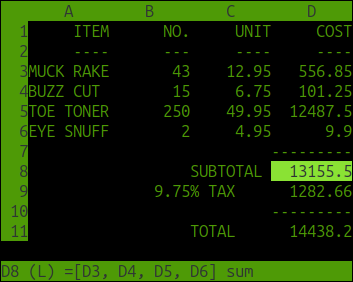 A B C D
1 ITEM NO. UNIT COST
2 ---- --- ---- ----
3 MUCK RAKE 43 12.95 556.85
4 BUZZ CUT 15 6.75 101.25
5 TOE TONER 250 49.95 12487.5
6 EYE SNUFF 2 4.95 9.9
7 ---------
8 SUBTOTAL 13155.5
9 9.75% TAX 1282.66
10 ---------
11 TOTAL 14438.2
D8 (L) =[D3, D4, D5, D6] sum